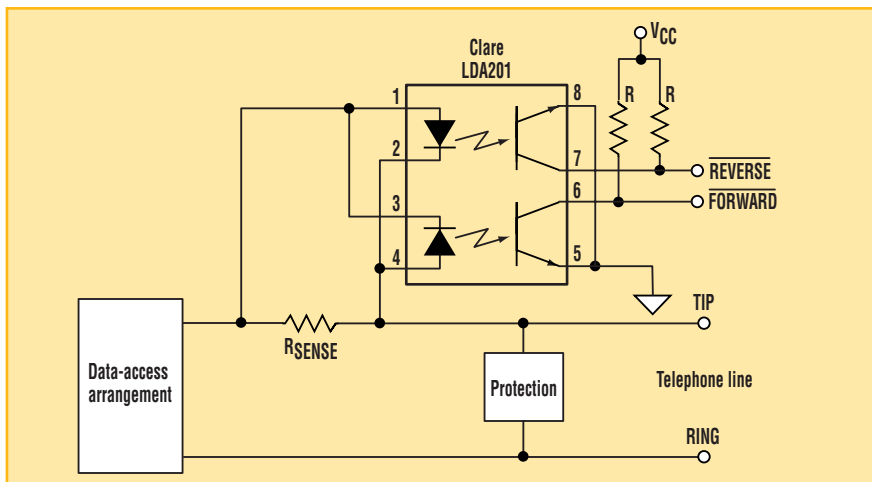 VCC
Clare
LDA201
R
R
1
8
2
7
REVERSE
3
6
FORWARD
4
5
TIP
RSENSE
Data-access
arrangement
Protection
Telephone line
RING